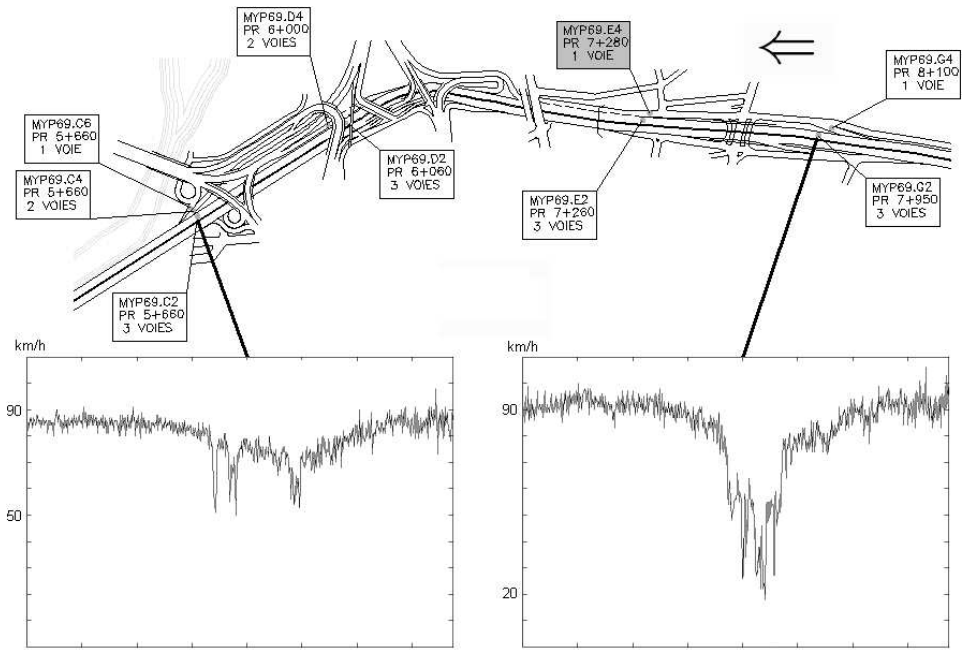 MYP69.D4
PR 6+000
2 VOIES
MYP69.E4
PR 7+280
1 VOIE
MYP69.G4
PR 8+100
1 VOIE
MYP69.C6
PR 5+660
1 VOIE
MYP69.D2
PR 6+060
3 VOIES
MYP69.C4
PR 5+660
2 VOIES
MYP69.E2
PR 7+260
3 VOIES
MYP69.G2
PR 7+950
3 VOIES
MYP69.C2
PR 5+660
3 VOIES
km/h
90
50
km/h
90
20